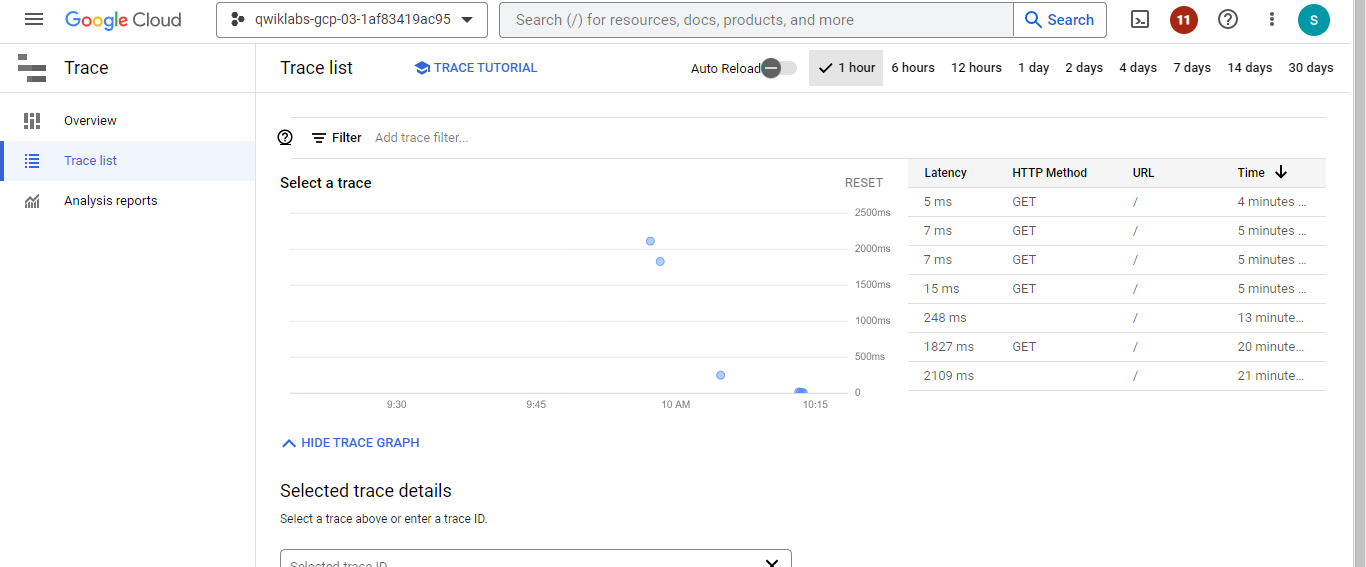 Google Cloud
qwiklabs-gcp-03-1af83419ac95
Search (/) for resources, docs, products, and more
Search
11
S
Trace
Trace list
TRACE TUTORIAL
Auto Reload
1 hour
6 hours
12 hours
1 day
2 days
4 days
7 days
14 days
30 days
Overview
Trace list
Analysis reports
Filter
Add trace filter...
Select a trace
RESET
2500ms
2000ms
1500ms
1000ms
500ms
0
9:30
9:45
10 AM
10:15
Latency HTTP Method URL Time
5 ms GET / 4 minutes ...
7 ms GET / 5 minutes ...
7 ms GET / 5 minutes ...
15 ms GET / 5 minutes ...
248 ms / 13 minute...
1827 ms GET / 20 minute...
2109 ms / 21 minute...
HIDE TRACE GRAPH
Selected trace details
Select a trace above or enter a trace ID.
Selected trace ID